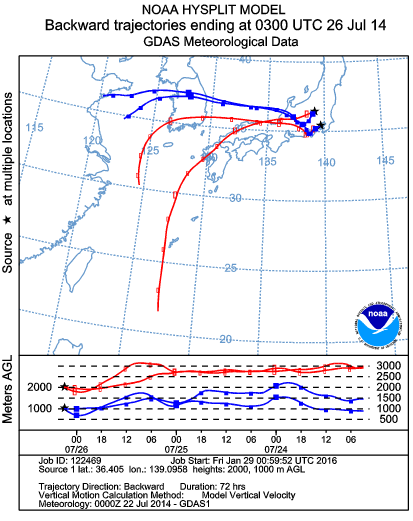 NOAA HYSPLIT MODEL
Backward trajectories ending at 0300 UTC 26 Jul 14
GDAS Meteorological Data
Source ★ at multiple locations
115
120
125
130
135
140
145
35
30
25
20
noaa
Meters AGL
2000
1000
3000
2500
2000
1500
1000
500
00 18 12 06 00 18 12 06 00 18 12 06
07/26 07/25 07/24
Job ID: 122469 Job Start: Fri Jan 29 00:59:52 UTC 2016
Source 1 lat.: 36.405 lon.: 139.0958 heights: 2000, 1000 m AGL
Trajectory Direction: Backward Duration: 72 hrs
Vertical Motion Calculation Method: Model Vertical Velocity
Meteorology: 0000Z 22 Jul 2014 - GDAS1